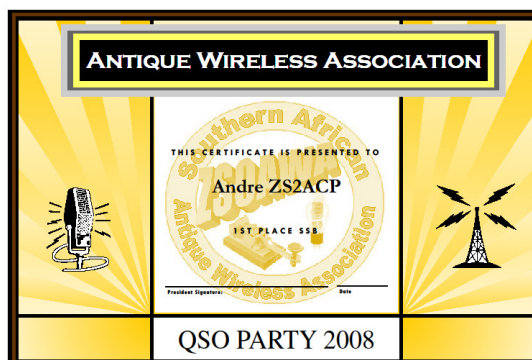 ANTIQUE WIRELESS ASSOCIATION
Southern African
THIS CERTIFICATE IS PRESENTED TO
ZS0AWA
Andre ZS2ACP
1ST PLACE SSB
Antique Wireless Association
President Signature: Date
QSO PARTY 2008